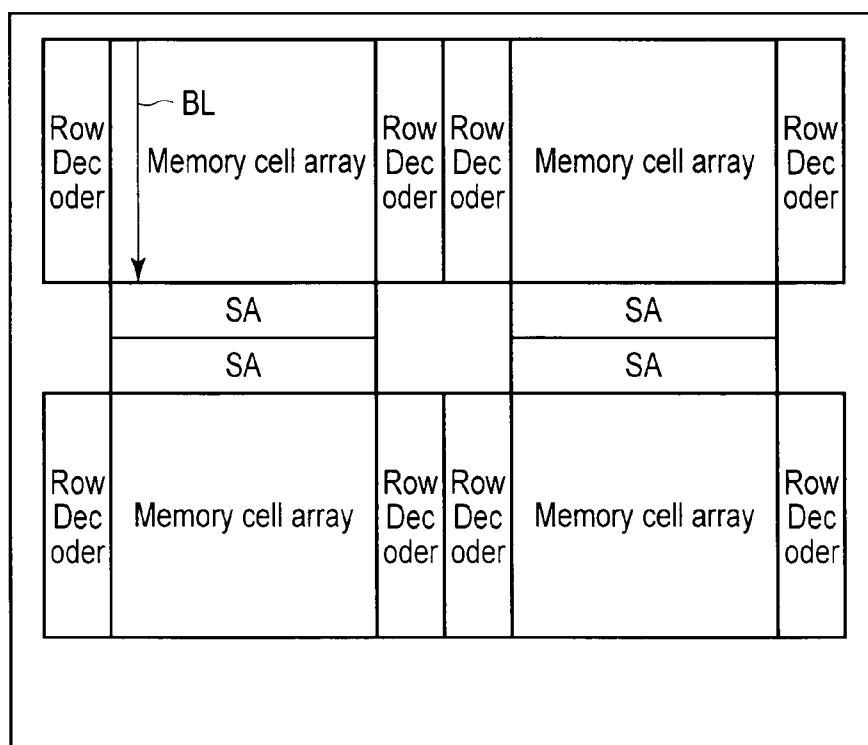 BL
Row
Dec
oder
Memory cell array
Row
Dec
oder
Row
Dec
oder
Memory cell array
Row
Dec
oder
SA
SA
SA
SA
Row
Dec
oder
Memory cell array
Row
Dec
oder
Row
Dec
oder
Memory cell array
Row
Dec
oder